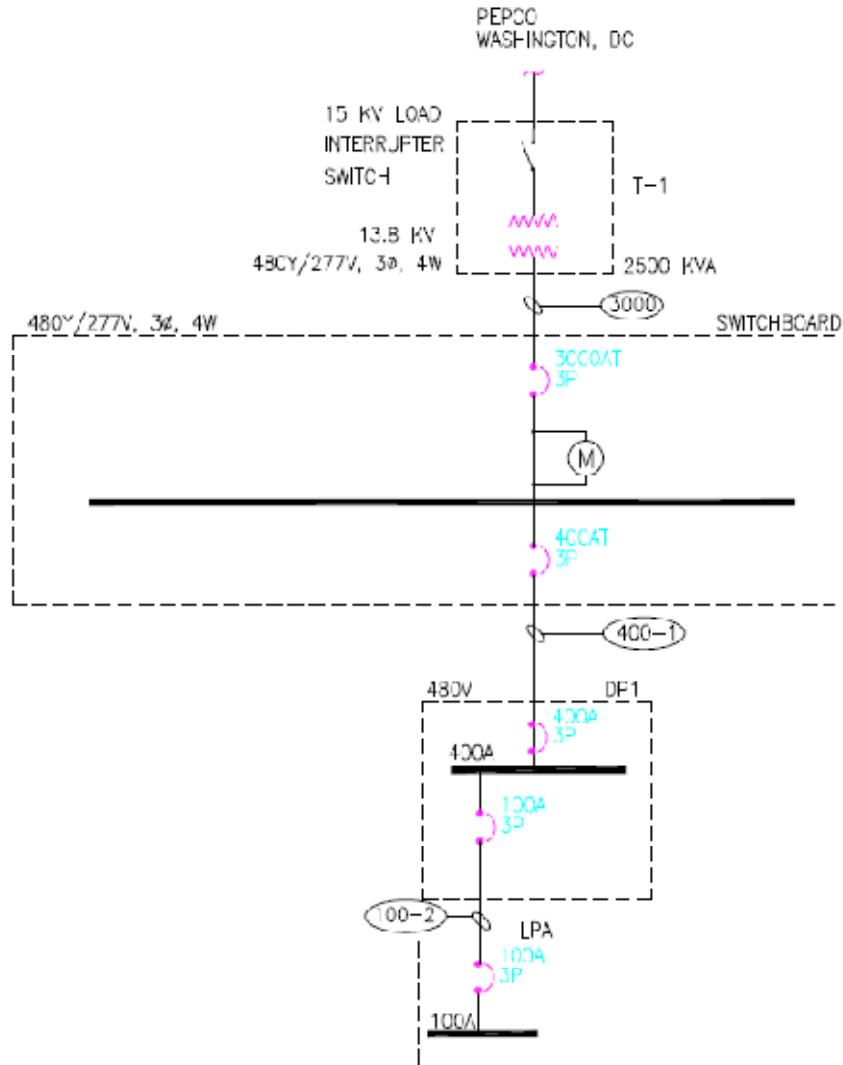 PEPCO
WASHINGTON, DC
15 KV LOAD
INTERRUPTER
SWITCH
T-1
13.8 KV
480Y/277V, 3Ø, 4W
2500 KVA
3000
480Y/277V, 3Ø, 4W
SWITCHBOARD
3000AT
3P
M
400AT
3P
400-1
480V
DP1
400A
3P
400A
100A
3P
100-2
LPA
100A
3P
100A